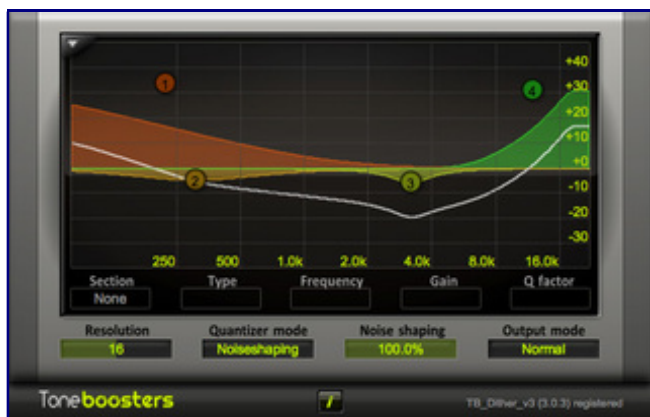 +40
1
+30
4
+20
+10
+0
2
3
-10
-20
-30
250 500 1.0k 2.0k 4.0k 8.0k 16.0k
Section Type Frequency Gain Q factor
None
Resolution Quantizer mode Noise shaping Output mode
16 Noiseshaping 100.0% Normal
Toneboosters i TB_Dither_v3 (3.0.3) registered